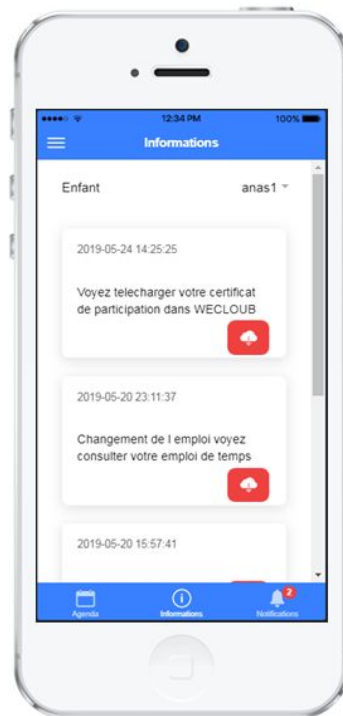 12:34 PM
100%
Informations
Enfant
anas1
2019-05-24 14:25:25
Voyez telecharger votre certificat
de participation dans WECLOUB
2019-05-20 23:11:37
Changement de l emploi voyez
consulter votre emploi de temps
2019-05-20 15:57:41
2
Agenda
Informations
Notifications